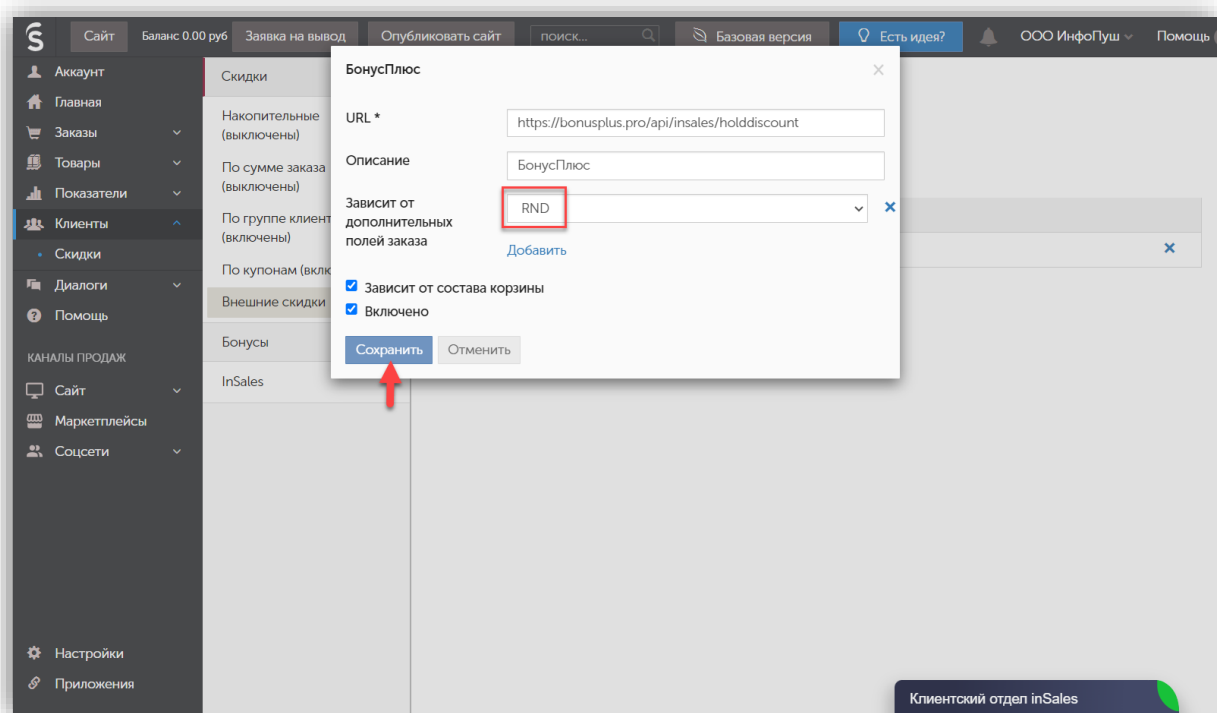 Сайт
Баланс 0.00 руб
Заявка на вывод
Опубликовать сайт
поиск...
Базовая версия
Есть идея?
ООО ИнфоПуш
Помощь
Аккаунт
Главная
Заказы
Товары
Показатели
Клиенты
Скидки
Диалоги
Помощь
КАНАЛЫ ПРОДАЖ
Сайт
Маркетплейсы
Соцсети
Настройки
Приложения
Скидки
Накопительные
(выключены)
По сумме заказа
(выключены)
По группе клиент
(включены)
По купонам (вклю
Внешние скидки
Бонусы
InSales
БонусПлюс
URL *
https://bonusplus.pro/api/insales/holddiscount
Описание
БонусПлюс
Зависит от
дополнительных
полей заказа
RND
Добавить
Зависит от состава корзины
Включено
Сохранить
Отменить
Клиентский отдел inSales